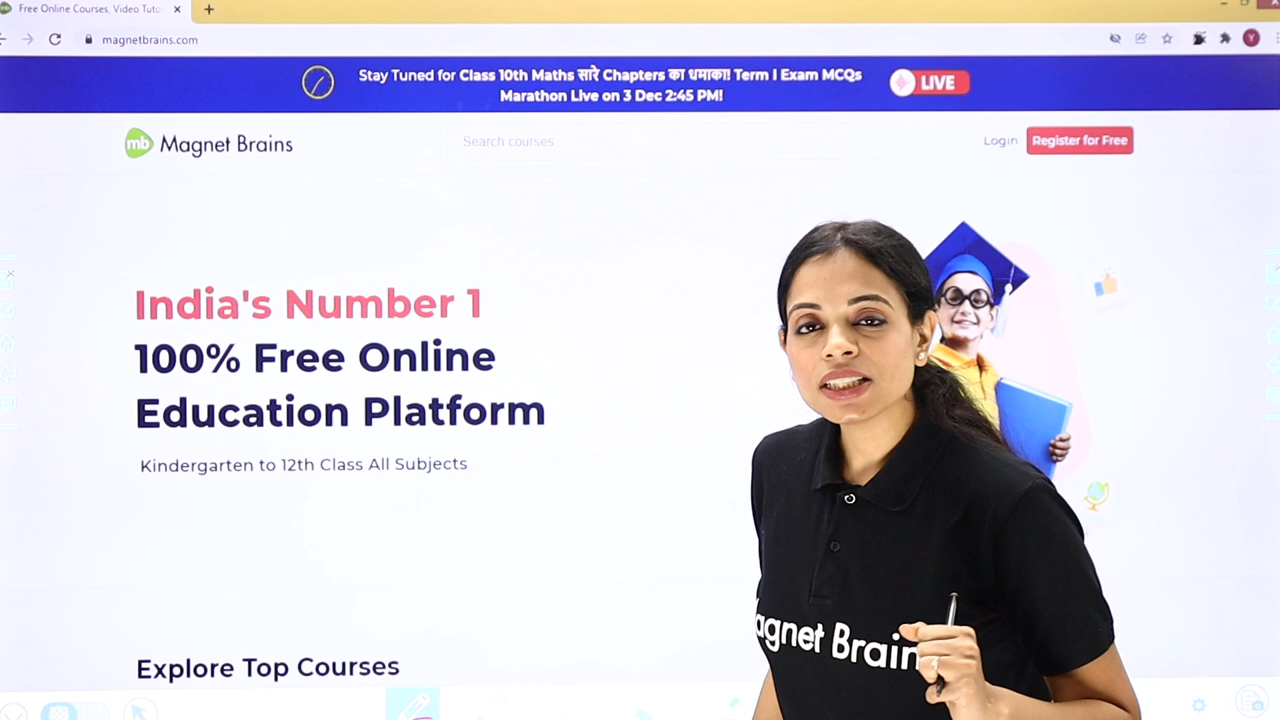 Free Online Courses, Video Tuto
magnetbrains.com
Y
Stay Tuned for Class 10th Maths सारे Chapters का धमाका! Term I Exam MCQs
Marathon Live on 3 Dec 2:45 PM!
LIVE
mb Magnet Brains
Search courses
Login
Register for Free
India's Number 1
100% Free Online
Education Platform
Kindergarten to 12th Class All Subjects
agnet Brain
Explore Top Courses